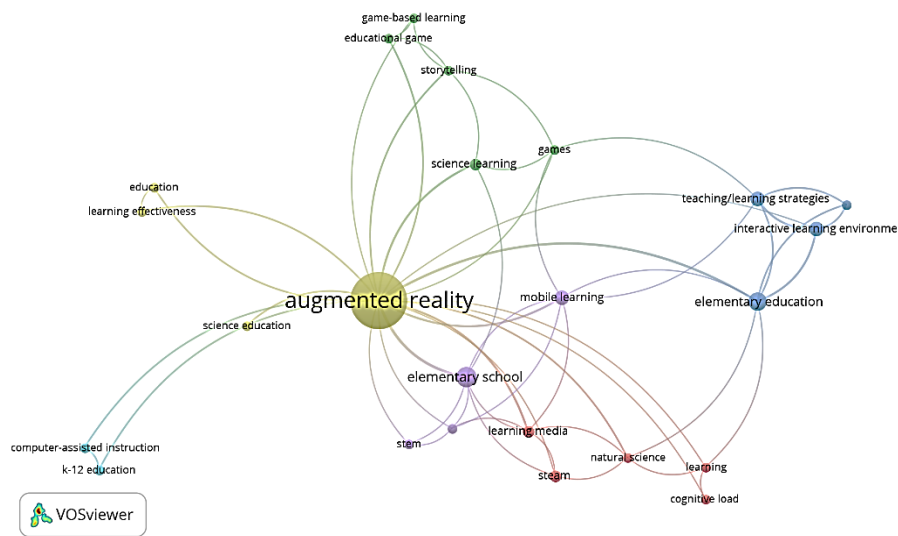 game-based learning
educational game
storytelling
games
science learning
education
learning effectiveness
teaching/learning strategies
interactive learning environme
mobile learning
augmented reality
elementary education
science education
elementary school
stem
learning media
computer-assisted instruction
k-12 education
natural science
steam
learning
cognitive load
VOSviewer